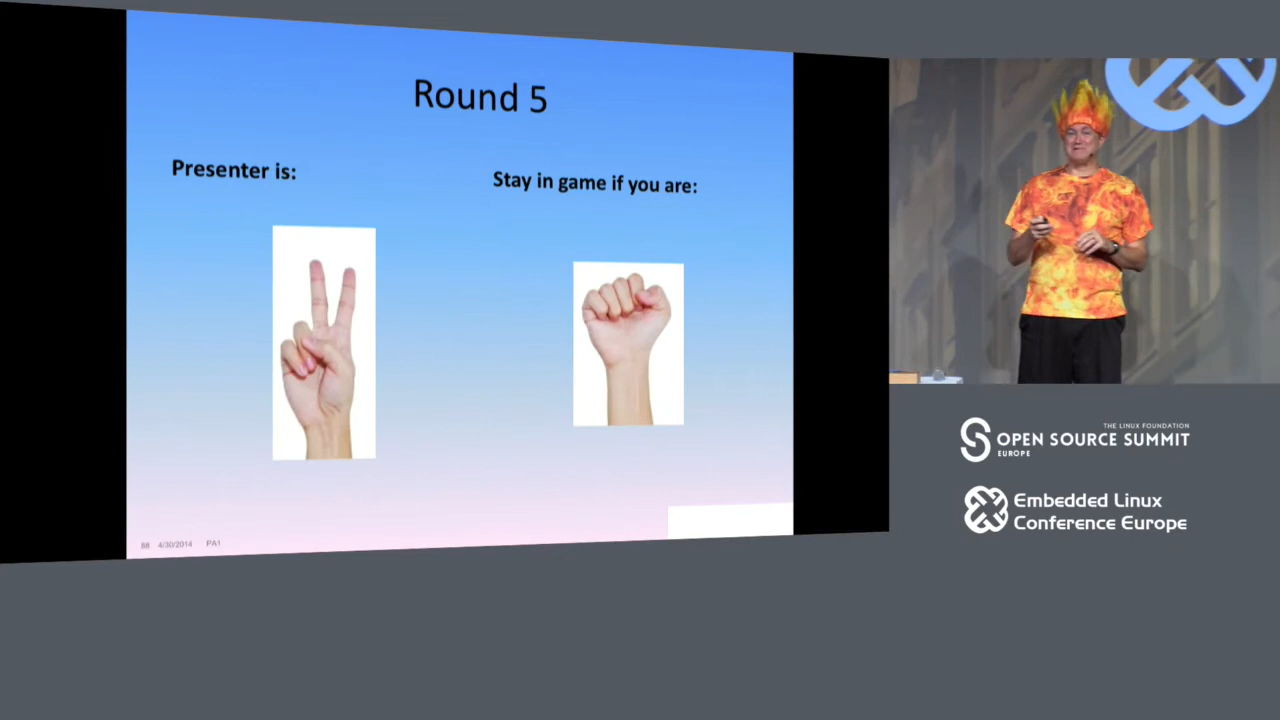 Round 5
Presenter is:
Stay in game if you are:
88 4/30/2014 PA1
THE LINUX FOUNDATION
OPEN SOURCE SUMMIT
EUROPE
Embedded Linux
Conference Europe